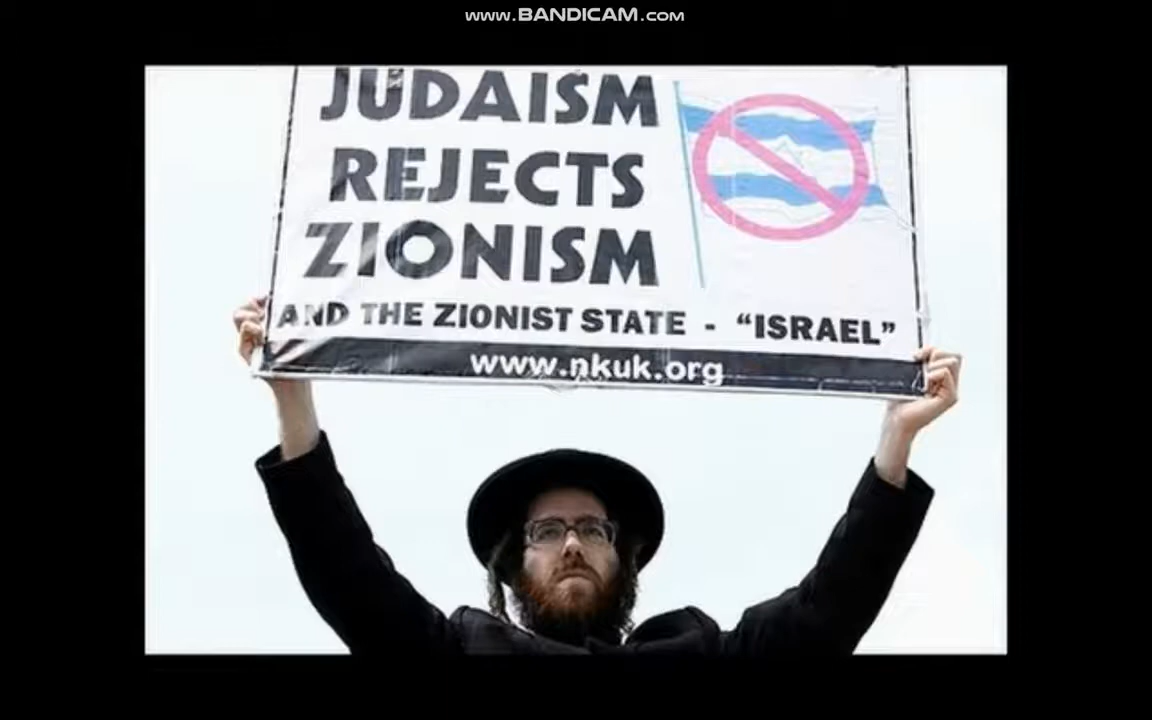 www.BANDICAM.com
JUDAISM
REJECTS
ZIONISM
AND THE ZIONIST STATE - “ISRAEL”
www.nkuk.org